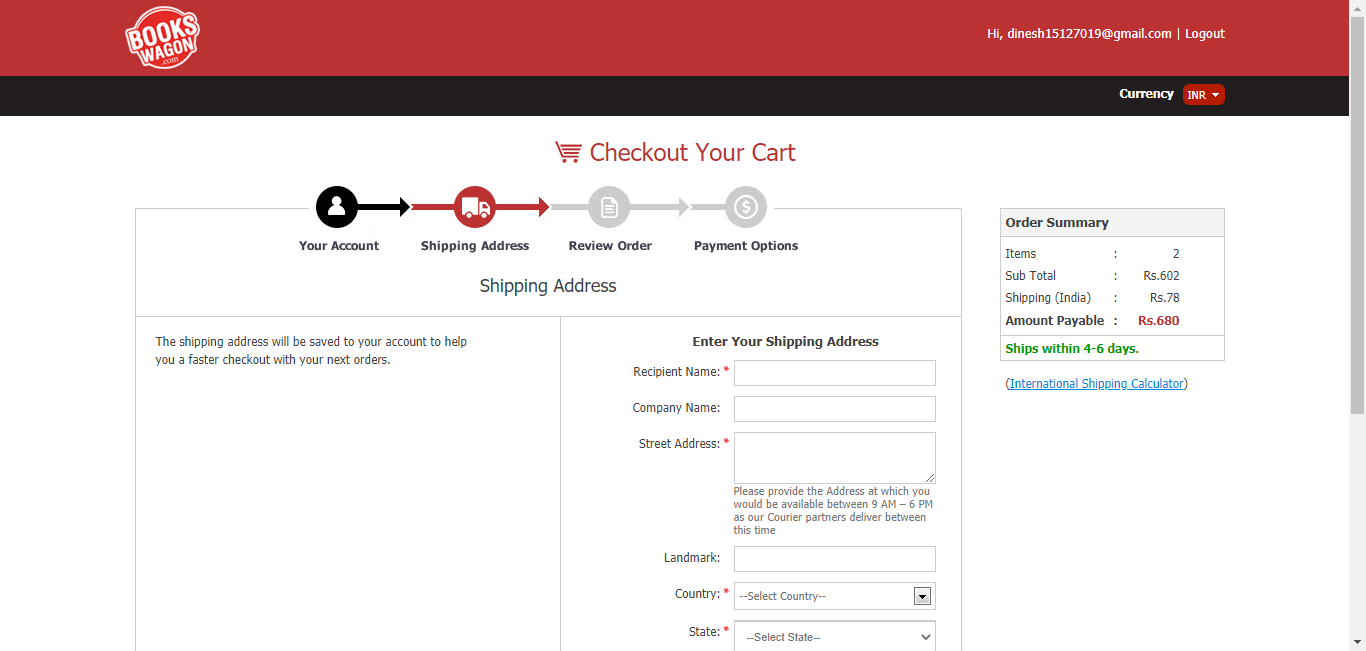 BOOKS
WAGON
.com
Hi, dinesh15127019@gmail.com | Logout
Currency INR
Checkout Your Cart
Your Account Shipping Address Review Order Payment Options
Shipping Address
The shipping address will be saved to your account to help
you a faster checkout with your next orders.
Enter Your Shipping Address
Recipient Name: *
Company Name:
Street Address: *
Please provide the Address at which you
would be available between 9 AM – 6 PM
as our Courier partners deliver between
this time
Landmark:
Country: * --Select Country--
State: * --Select State--
Order Summary
Items : 2
Sub Total : Rs.602
Shipping (India) : Rs.78
Amount Payable : Rs.680
Ships within 4-6 days.
(International Shipping Calculator)